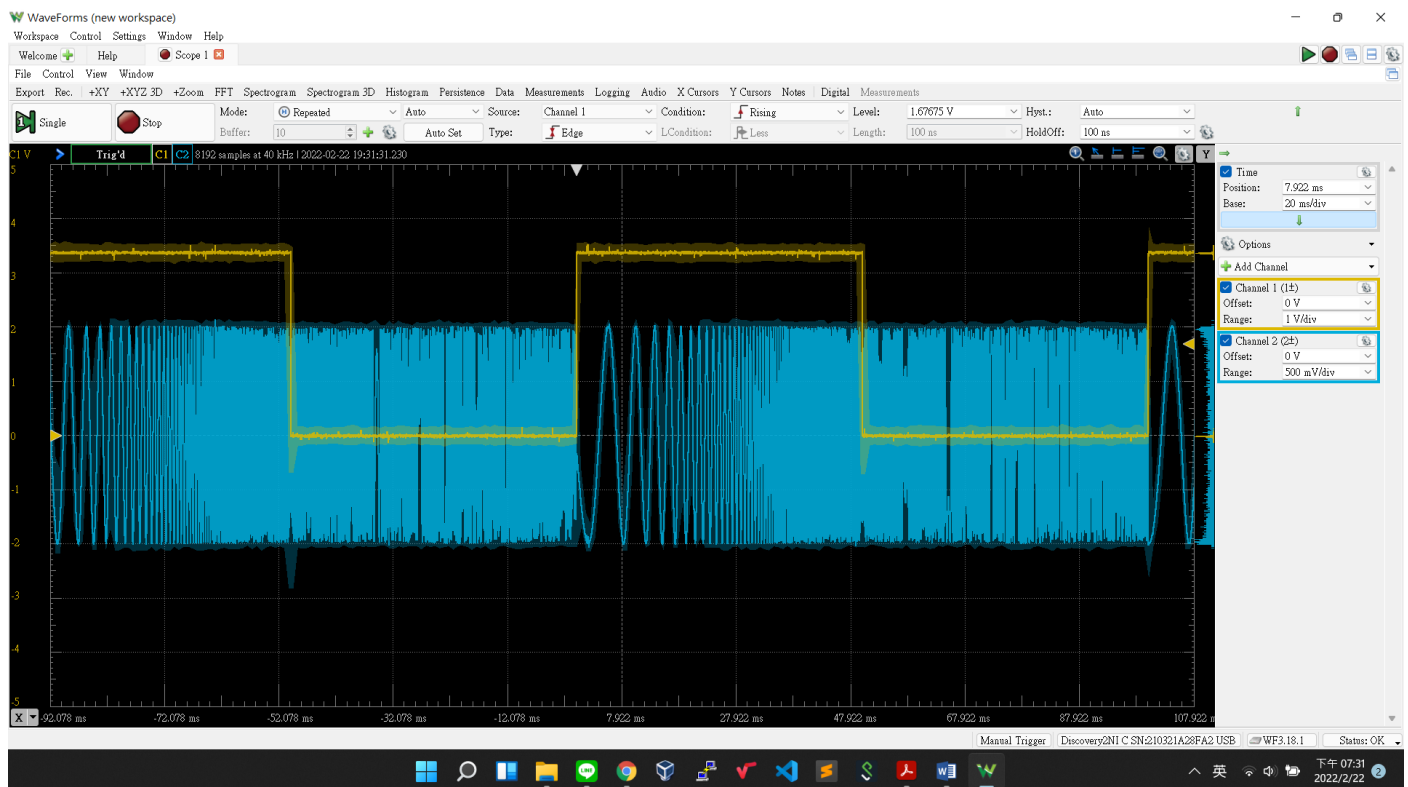 WaveForms (new workspace)
Workspace Control Settings Window Help
Welcome Help Scope 1
File Control View Window
Export Rec. +XY +XYZ 3D +Zoom FFT Spectrogram Spectrogram 3D Histogram Persistence Data Measurements Logging Audio X Cursors Y Cursors Notes Digital Measurements
Single Stop Mode: Repeated Auto Source: Channel 1 Condition: Rising Level: 1.67675 V Hyst.: Auto
Buffer: 10 Auto Set Type: Edge LCondition: Less Length: 100 ns HoldOff: 100 ns
C1 V Trig'd C1 C2 8192 samples at 40 kHz | 2022-02-22 19:31:31.230 Y
5
4
3
2
1
0
-1
-2
-3
-4
-5
X -92.078 ms -72.078 ms -52.078 ms -32.078 ms -12.078 ms 7.922 ms 27.922 ms 47.922 ms 67.922 ms 87.922 ms 107.922 m
Time
Position: 7.922 ms
Base: 20 ms/div
Options
Add Channel
Channel 1 (1±)
Offset: 0 V
Range: 1 V/div
Channel 2 (2±)
Offset: 0 V
Range: 500 mV/div
Manual Trigger Discovery2NI C SN:210321A28FA2 USB WF3.18.1 Status: OK
LINE
英 下午 07:31
2022/2/22 2